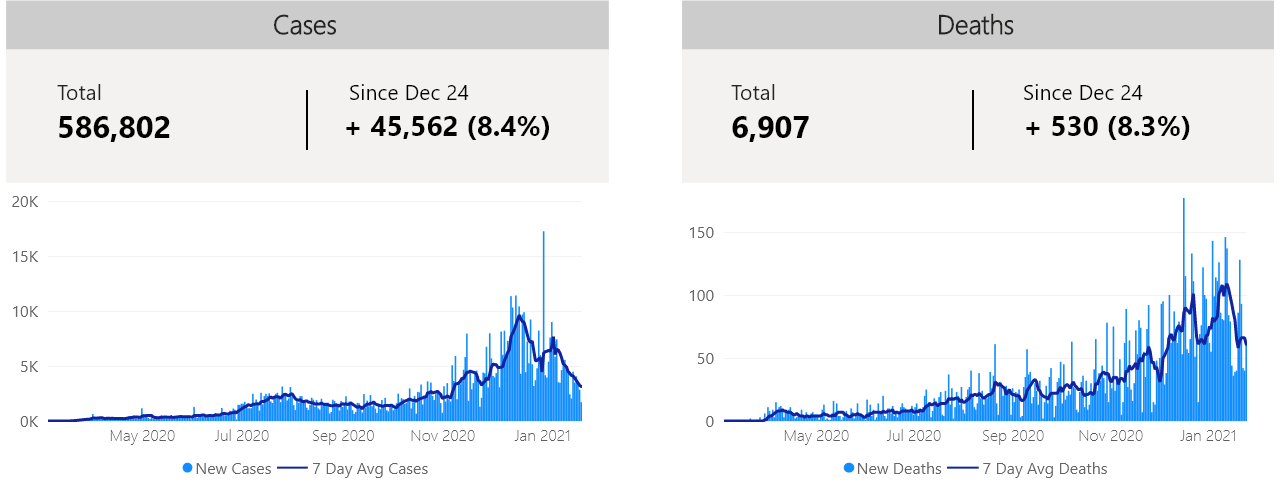 Cases
Total
Since Dec 24
586,802
+ 45,562 (8.4%)
20K
15K
10K
5K
0K
May 2020
Jul 2020
Sep 2020
Nov 2020
Jan 2021
New Cases
7 Day Avg Cases
Deaths
Total
Since Dec 24
6,907
+ 530 (8.3%)
150
100
50
0
May 2020
Jul 2020
Sep 2020
Nov 2020
Jan 2021
New Deaths
7 Day Avg Deaths